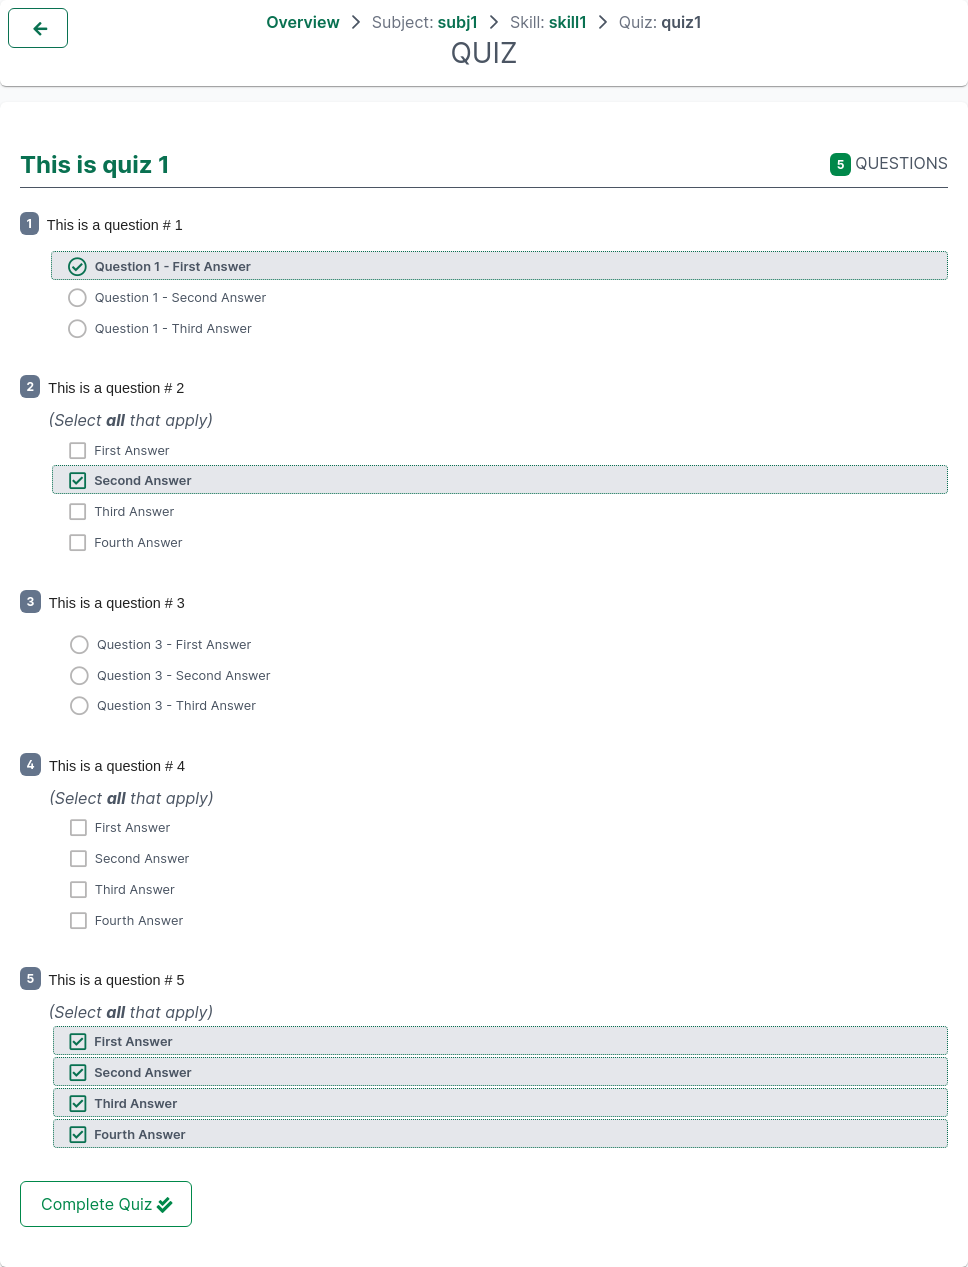 Overview > Subject: subj1 > Skill: skill1 > Quiz: quiz1
QUIZ
This is quiz 1
5 QUESTIONS
1 This is a question # 1
Question 1 - First Answer
Question 1 - Second Answer
Question 1 - Third Answer
2 This is a question # 2
(Select all that apply)
First Answer
Second Answer
Third Answer
Fourth Answer
3 This is a question # 3
Question 3 - First Answer
Question 3 - Second Answer
Question 3 - Third Answer
4 This is a question # 4
(Select all that apply)
First Answer
Second Answer
Third Answer
Fourth Answer
5 This is a question # 5
(Select all that apply)
First Answer
Second Answer
Third Answer
Fourth Answer
Complete Quiz